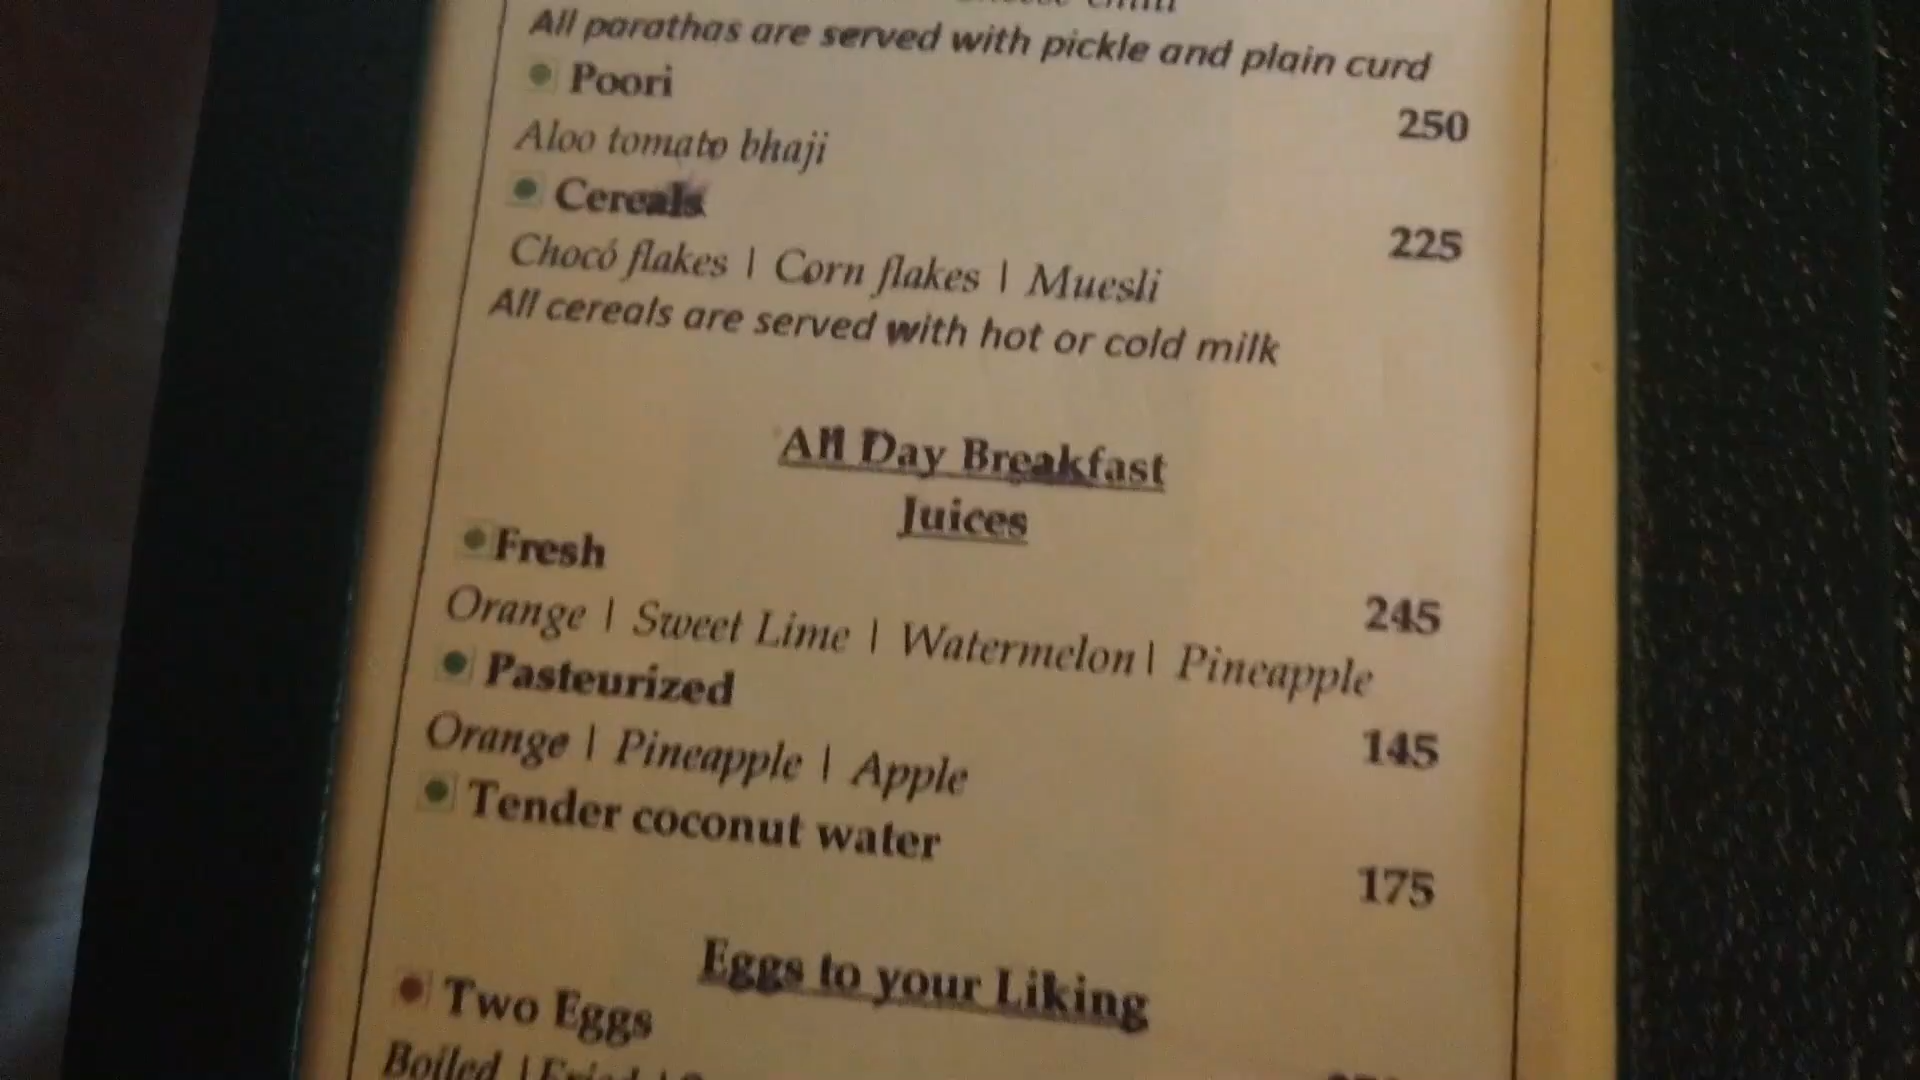 All parathas are served with pickle and plain curd
Poori 250
Aloo tomato bhaji
Cereals 225
Chocó flakes | Corn flakes | Muesli
All cereals are served with hot or cold milk
All Day Breakfast
Juices
Fresh 245
Orange | Sweet Lime | Watermelon | Pineapple
Pasteurized 145
Orange | Pineapple | Apple
Tender coconut water 175
Eggs to your Liking
Two Eggs
Boiled | Fried |